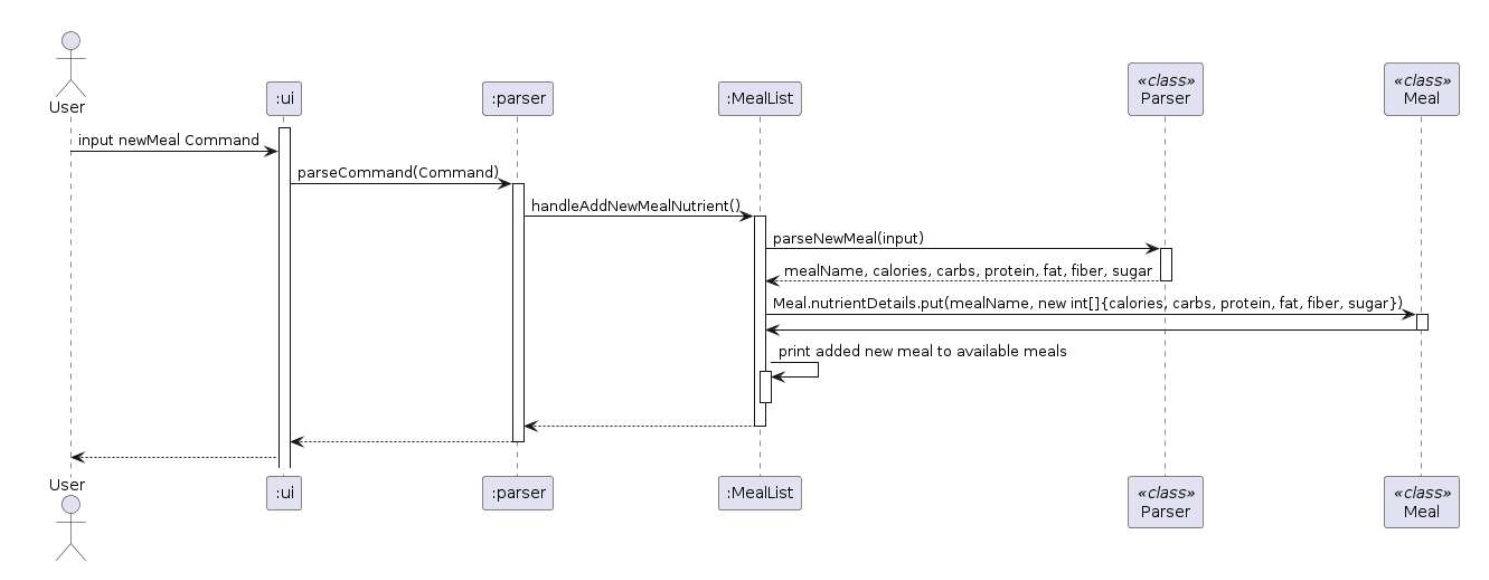 User
:ui
:parser
:MealList
«class»
Parser
«class»
Meal
input newMeal Command
parseCommand(Command)
handleAddNewMealNutrient()
parseNewMeal(input)
mealName, calories, carbs, protein, fat, fiber, sugar
Meal.nutrientDetails.put(mealName, new int[]{calories, carbs, protein, fat, fiber, sugar})
print added new meal to available meals
User
:ui
:parser
:MealList
«class»
Parser
«class»
Meal